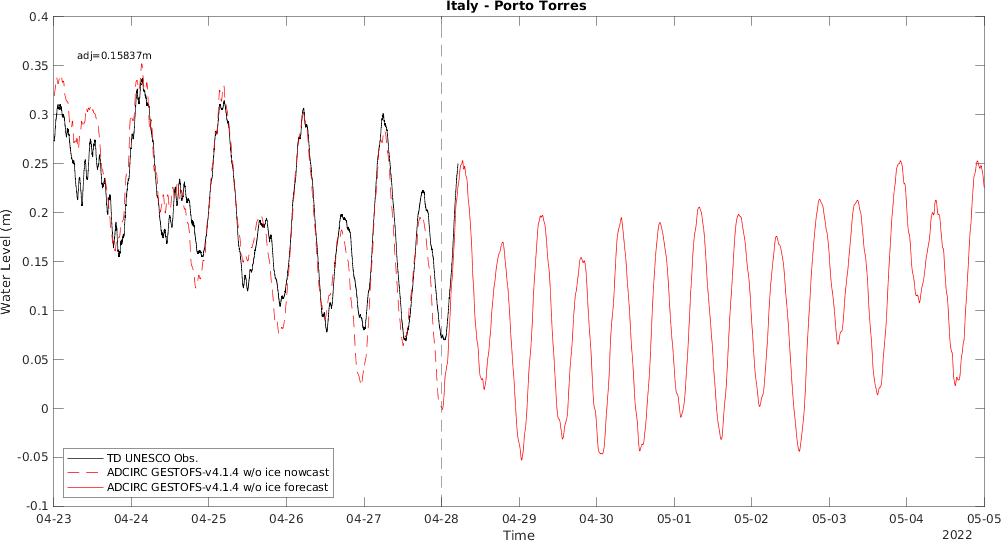 Italy - Porto Torres
adj=0.15837m
0.4
0.35
0.3
0.25
0.2
0.15
0.1
0.05
0
-0.05
-0.1
Water Level (m)
TD UNESCO Obs.
ADCIRC GESTOFS-v4.1.4 w/o ice nowcast
ADCIRC GESTOFS-v4.1.4 w/o ice forecast
04-23 04-24 04-25 04-26 04-27 04-28 04-29 04-30 05-01 05-02 05-03 05-04 05-05
Time
2022